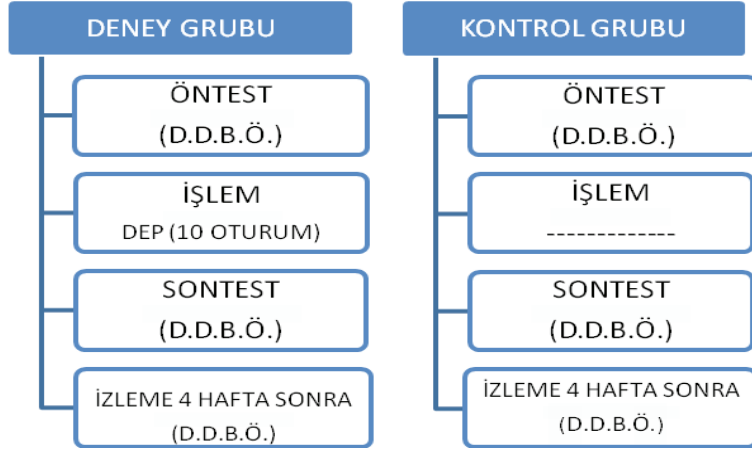 DENEY GRUBU
ÖNTEST
(D.D.B.Ö.)
İŞLEM
DEP (10 OTURUM)
SONTEST
(D.D.B.Ö.)
İZLEME 4 HAFTA SONRA
(D.D.B.Ö.)
KONTROL GRUBU
ÖNTEST
(D.D.B.Ö.)
İŞLEM
-------------
SONTEST
(D.D.B.Ö.)
İZLEME 4 HAFTA SONRA
(D.D.B.Ö.)